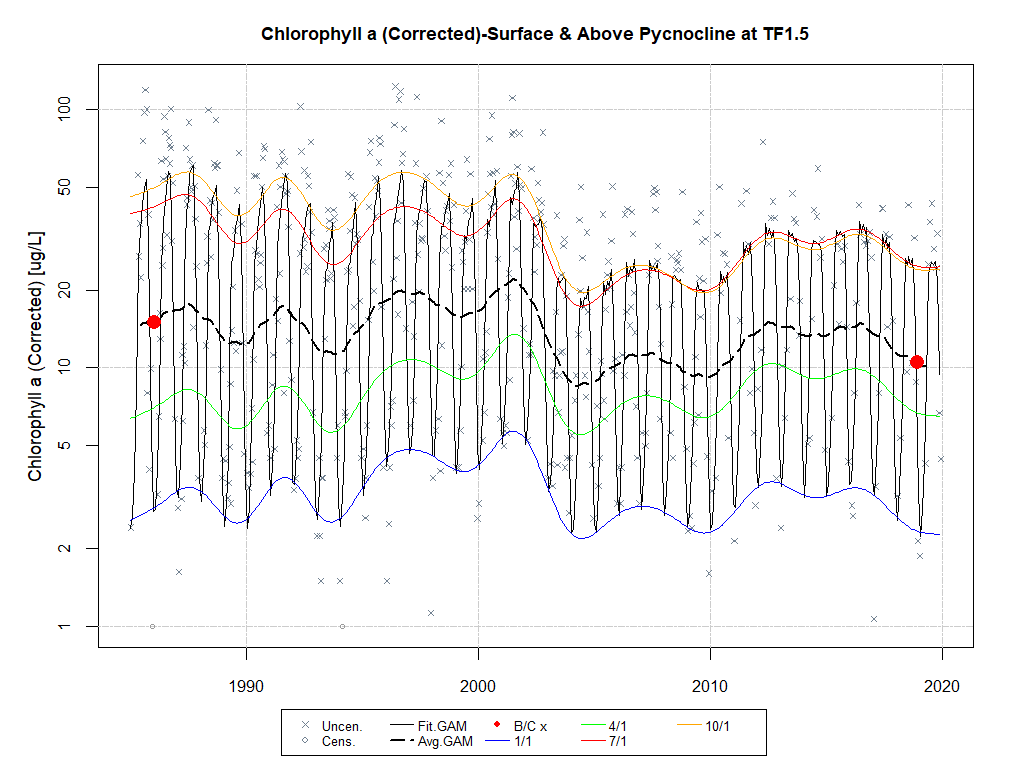 Chlorophyll a (Corrected)-Surface & Above Pycnocline at TF1.5
Chlorophyll a (Corrected) [ug/L]
100
50
20
10
5
2
1
1990 2000 2010 2020
Uncen. Fit.GAM B/C x 4/1 10/1
Cens. Avg.GAM 1/1 7/1